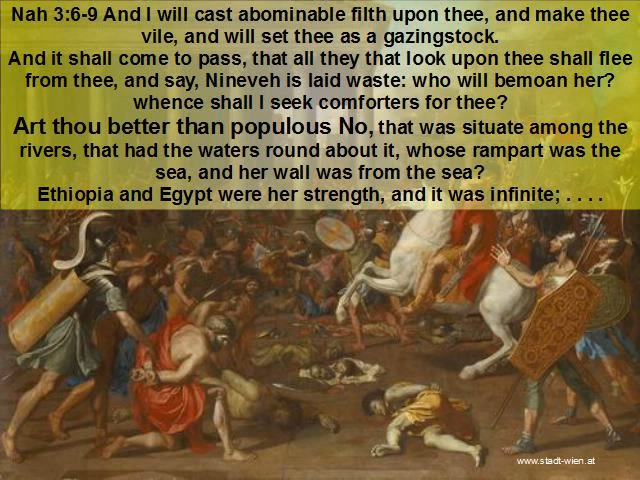 Nah 3:6-9 And I will cast abominable filth upon thee, and make thee
vile, and will set thee as a gazingstock.
And it shall come to pass, that all they that look upon thee shall flee
from thee, and say, Nineveh is laid waste: who will bemoan her?
whence shall I seek comforters for thee?
Art thou better than populous No, that was situate among the
rivers, that had the waters round about it, whose rampart was the
sea, and her wall was from the sea?
Ethiopia and Egypt were her strength, and it was infinite; . . . .
www.stadt-wien.at